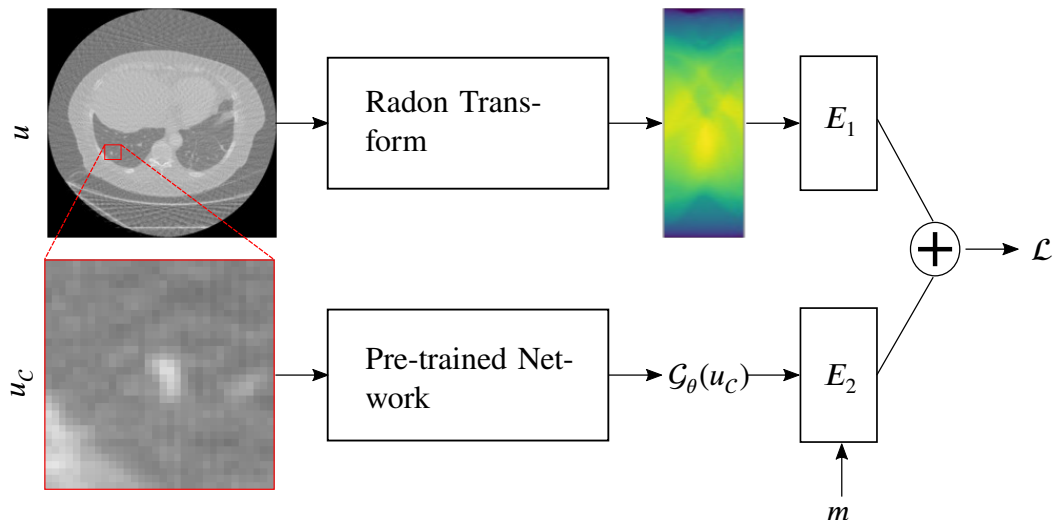 u
Radon Trans-
form
E₁
+
ℒ
u_C
Pre-trained Net-
work
𝒢_θ(u_C)
E₂
m